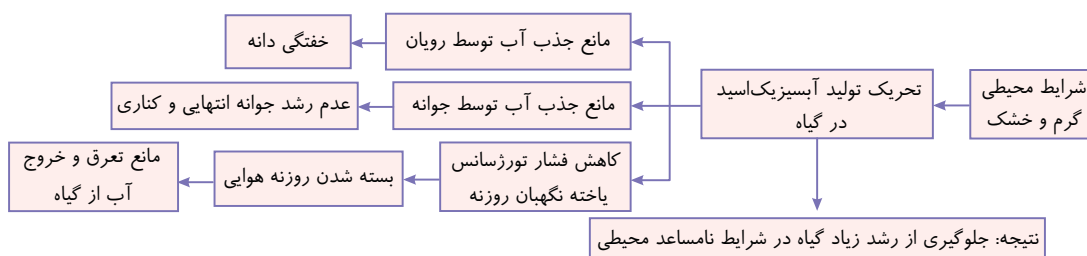 شرایط محیطی
گرم و خشک
تحریک تولید آبسیزیک‌اسید
در گیاه
مانع جذب آب توسط رویان
خفتگی دانه
مانع جذب آب توسط جوانه
عدم رشد جوانه انتهایی و کناری
کاهش فشار تورژسانس
یاخته نگهبان روزنه
بسته شدن روزنه هوایی
مانع تعرق و خروج
آب از گیاه
نتیجه: جلوگیری از رشد زیاد گیاه در شرایط نامساعد محیطی